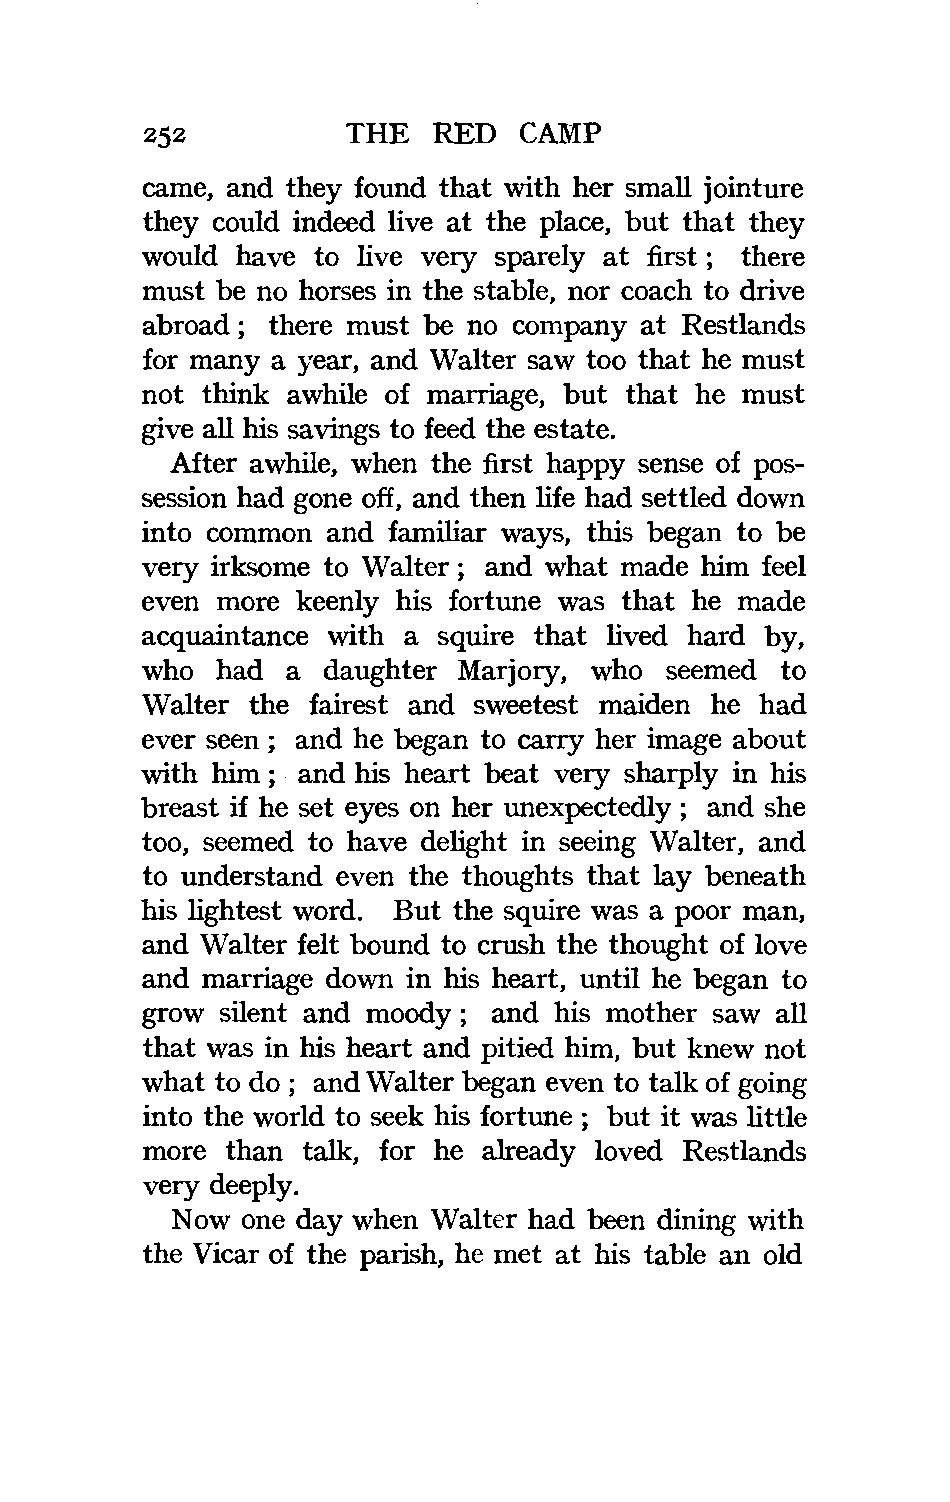 252 THE RED CAMP
came, and they found that with her small jointure
they could indeed live at the place, but that they
would have to live very sparely at first ; there
must be no horses in the stable, nor coach to drive
abroad ; there must be no company at Restlands
for many a year, and Walter saw too that he must
not think awhile of marriage, but that he must
give all his savings to feed the estate.
After awhile, when the first happy sense of pos-
session had gone off, and then life had settled down
into common and familiar ways, this began to be
very irksome to Walter ; and what made him feel
even more keenly his fortune was that he made
acquaintance with a squire that lived hard by,
who had a daughter Marjory, who seemed to
Walter the fairest and sweetest maiden he had
ever seen ; and he began to carry her image about
with him ; and his heart beat very sharply in his
breast if he set eyes on her unexpectedly ; and she
too, seemed to have delight in seeing Walter, and
to understand even the thoughts that lay beneath
his lightest word. But the squire was a poor man,
and Walter felt bound to crush the thought of love
and marriage down in his heart, until he began to
grow silent and moody ; and his mother saw all
that was in his heart and pitied him, but knew not
what to do ; and Walter began even to talk of going
into the world to seek his fortune ; but it was little
more than talk, for he already loved Restlands
very deeply.
Now one day when Walter had been dining with
the Vicar of the parish, he met at his table an old